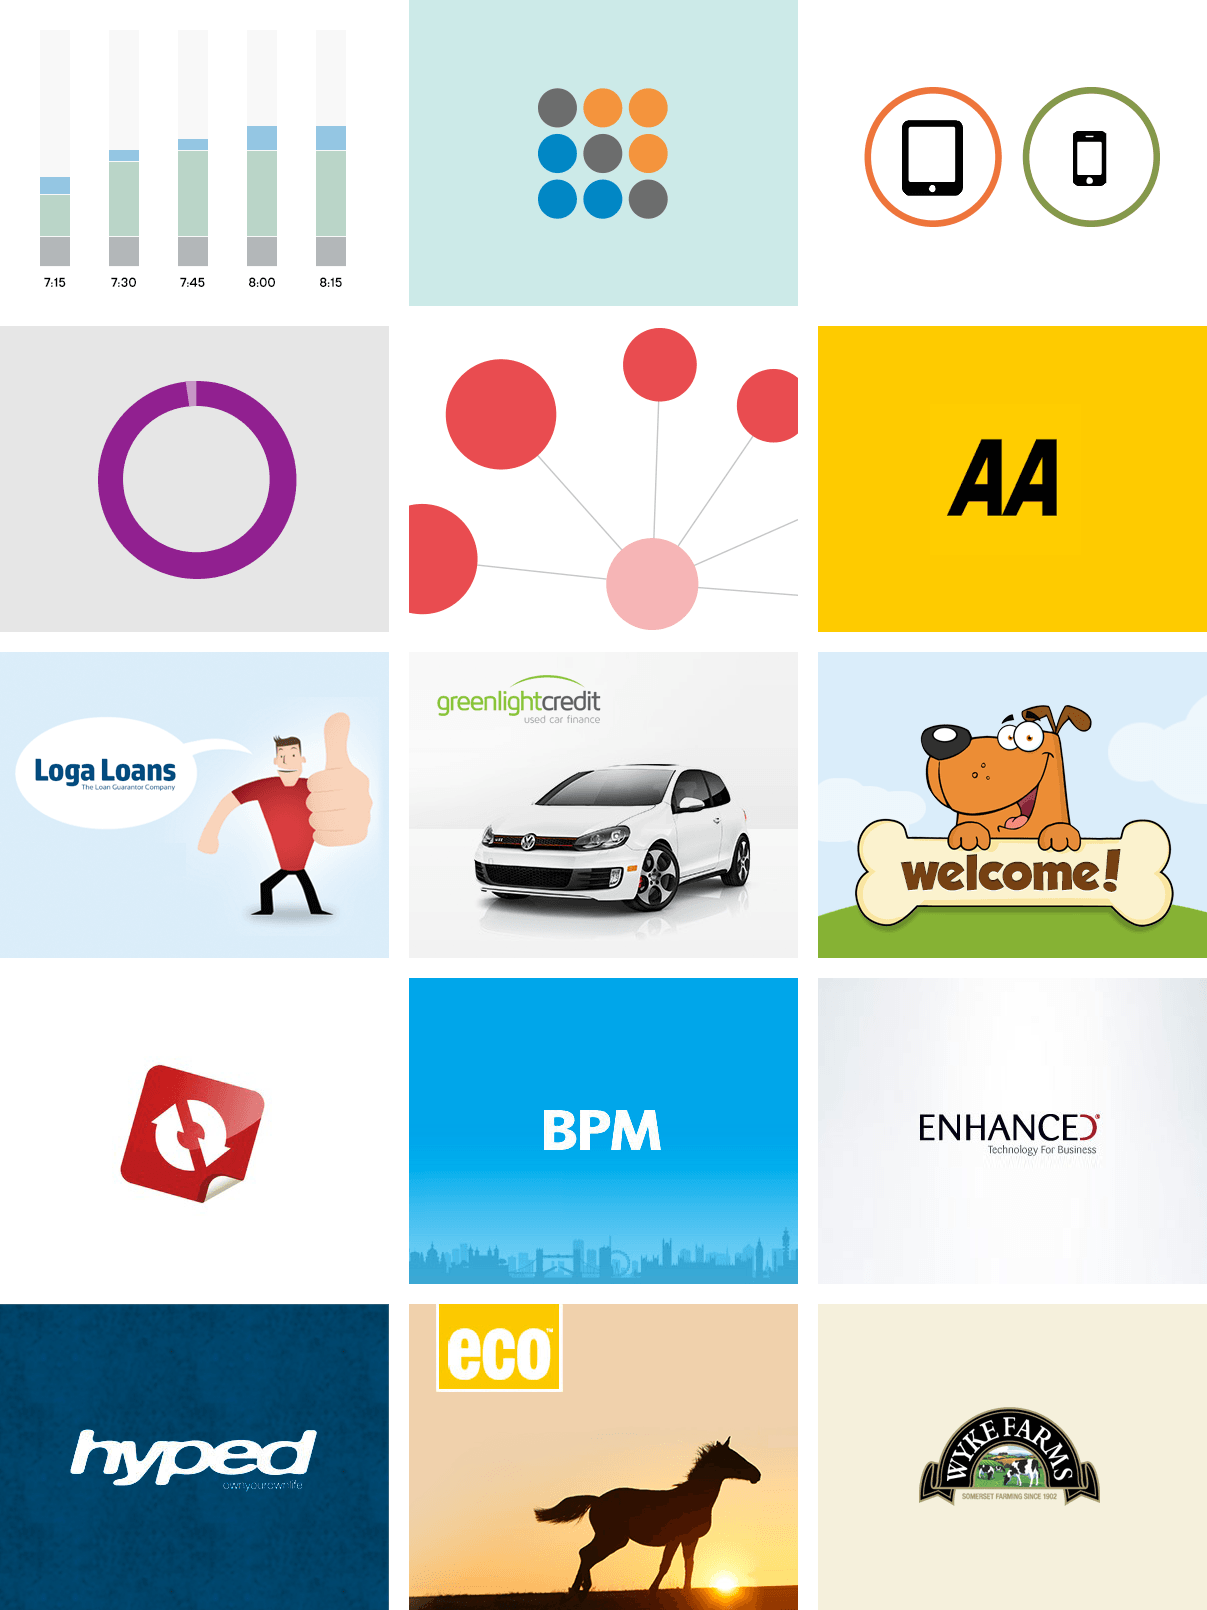 7:15 7:30 7:45 8:00 8:15
AA
Loga Loans
The Loan Guarantor Company
greenlightcredit
used car finance
welcome!
BPM
ENHANCED®
Technology For Business
hyped
ownyourownlife
eco™
WYKE FARMS
SOMERSET FARMING SINCE 1902